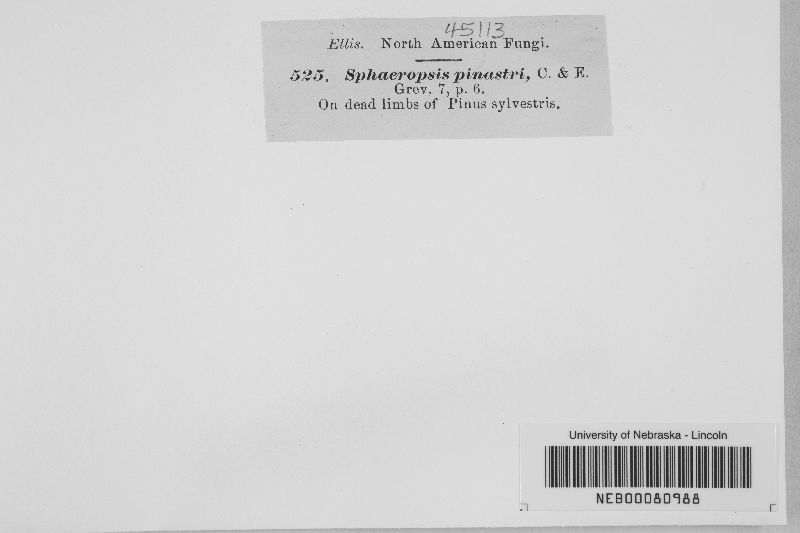 45113
Ellis. North American Fungi.
525. Sphaeropsis pinastri, C. & E.
Grev. 7, p. 6.
On dead limbs of Pinus sylvestris.
University of Nebraska - Lincoln
NEB00080988